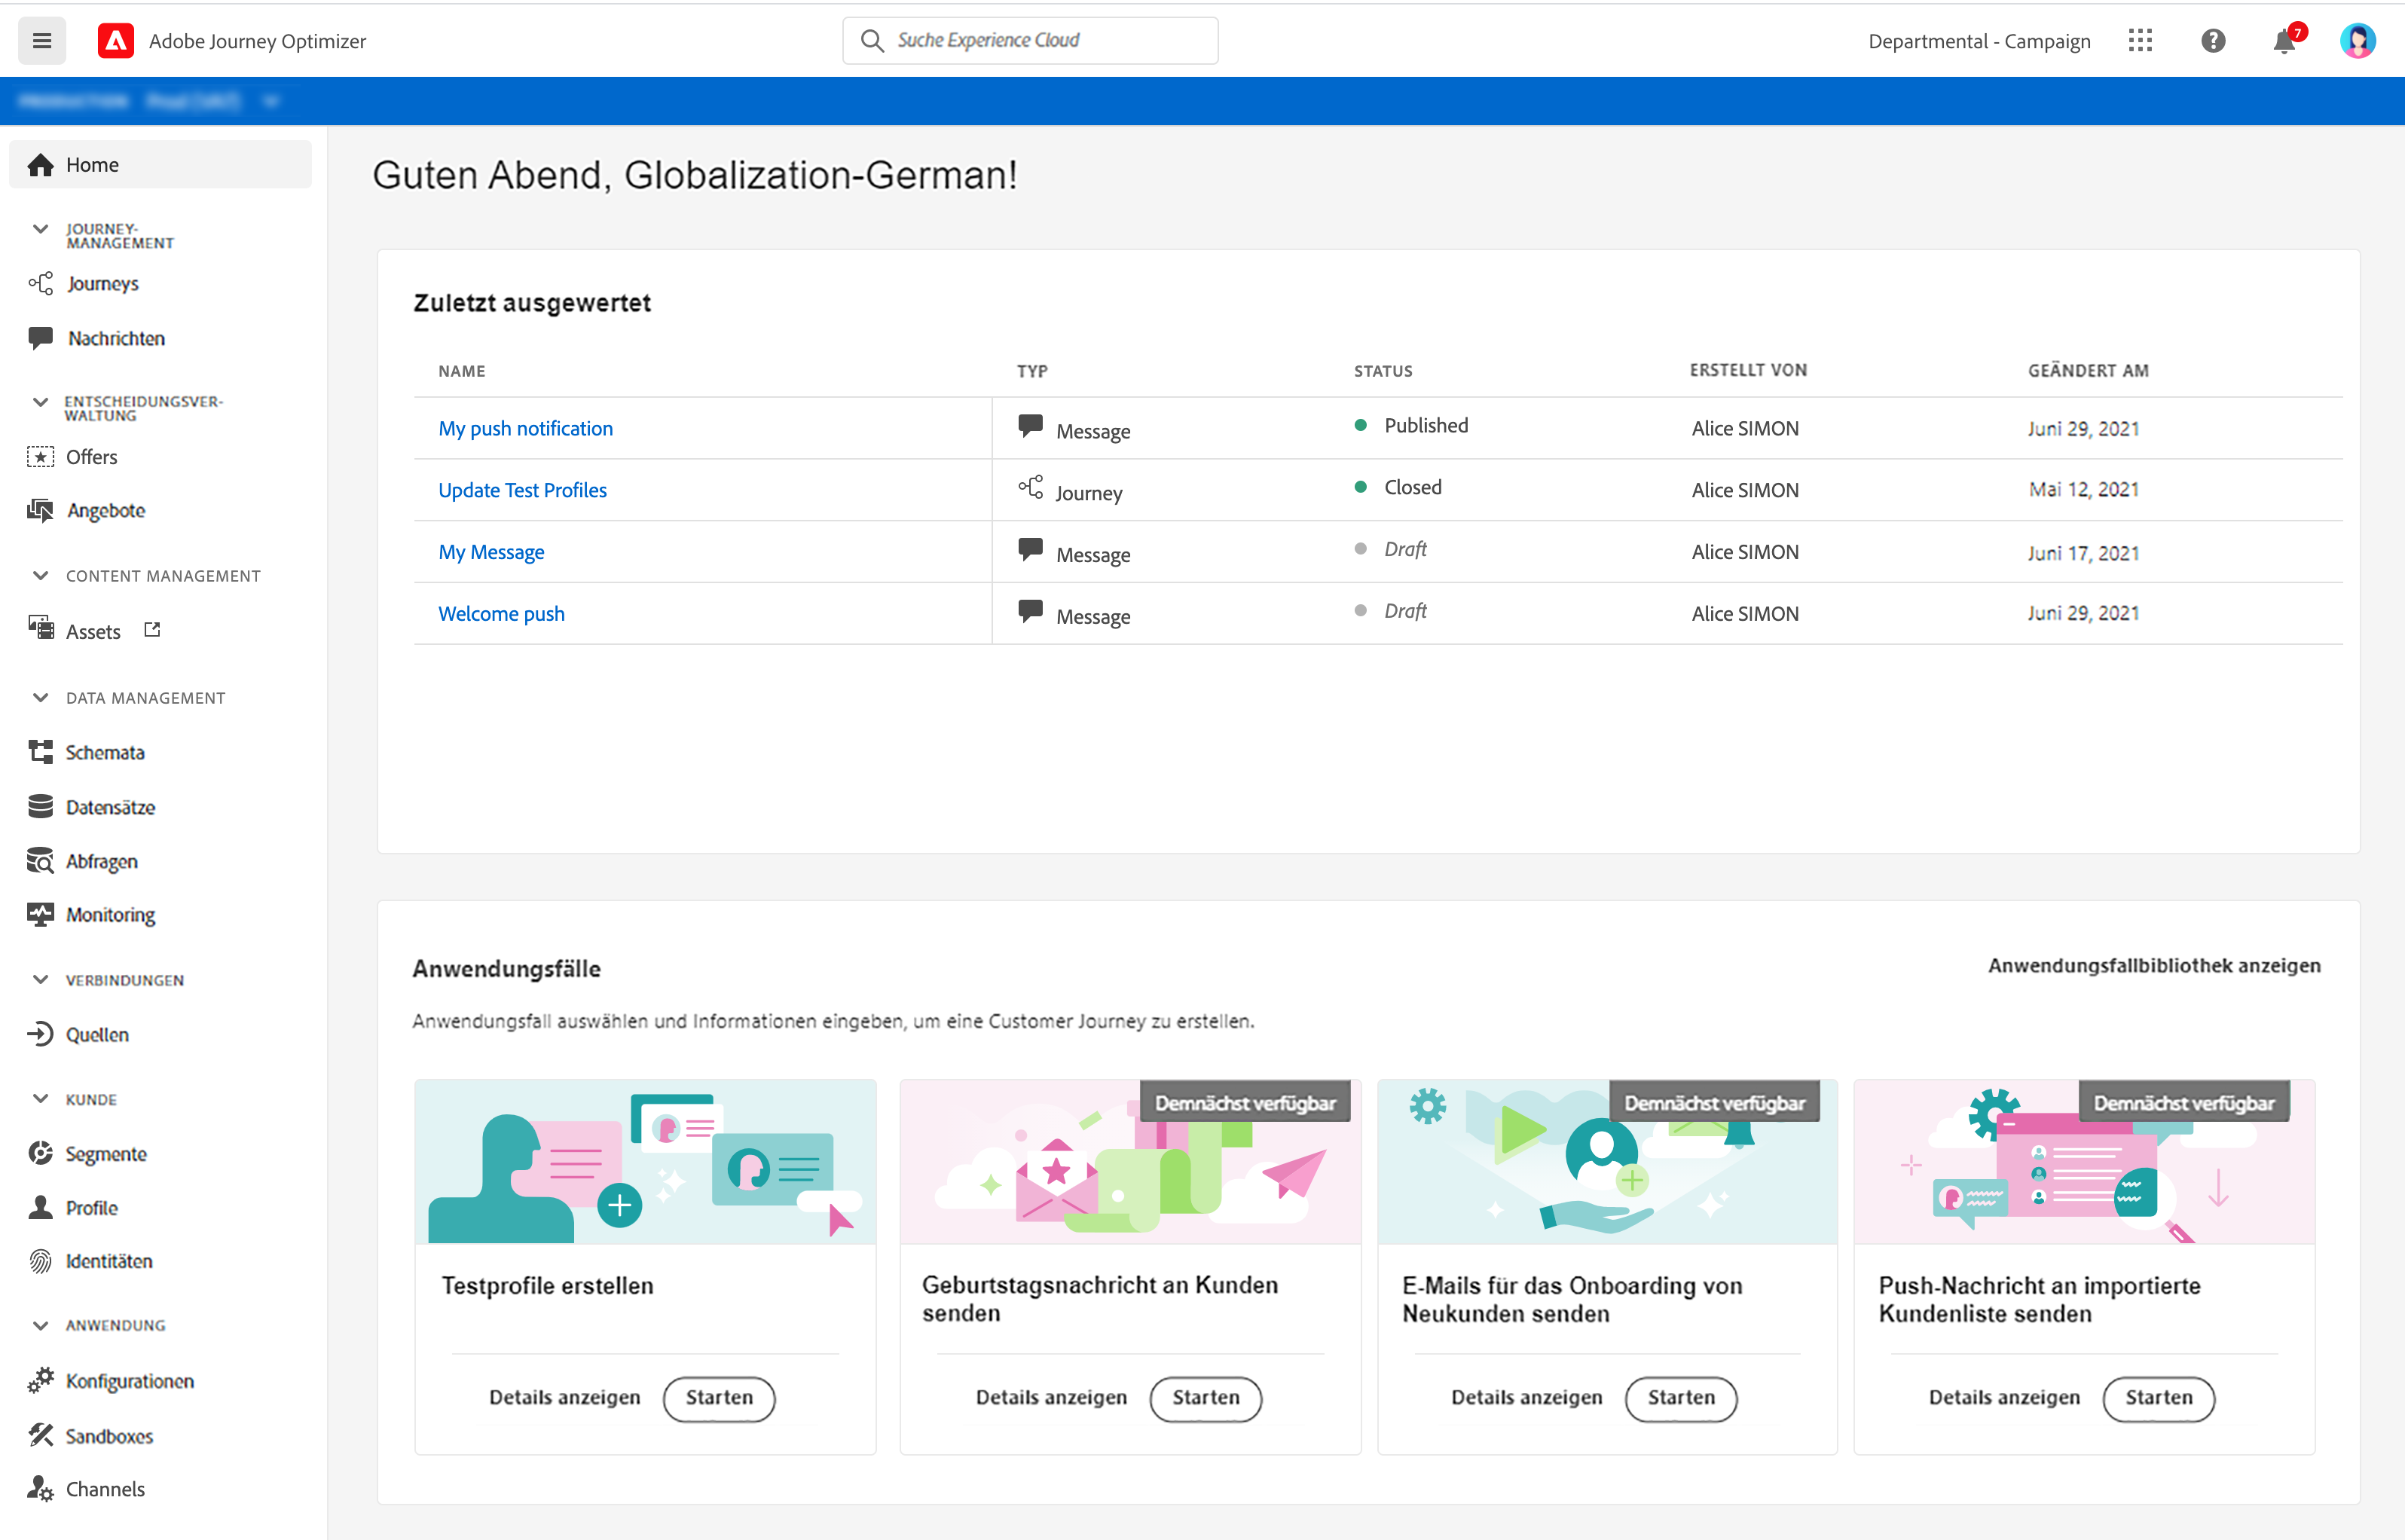 Adobe Journey Optimizer
Suche Experience Cloud
Departmental - Campaign
7
Home
JOURNEY-
MANAGEMENT
Journeys
Nachrichten
ENTSCHEIDUNGSVER-
WALTUNG
Offers
Angebote
CONTENT MANAGEMENT
Assets
DATA MANAGEMENT
Schemata
Datensätze
Abfragen
Monitoring
VERBINDUNGEN
Quellen
KUNDE
Segmente
Profile
Identitäten
ANWENDUNG
Konfigurationen
Sandboxes
Channels
Guten Abend, Globalization-German!
Zuletzt ausgewertet
NAME TYP STATUS ERSTELLT VON GEÄNDERT AM
My push notification Message Published Alice SIMON Juni 29, 2021
Update Test Profiles Journey Closed Alice SIMON Mai 12, 2021
My Message Message Draft Alice SIMON Juni 17, 2021
Welcome push Message Draft Alice SIMON Juni 29, 2021
Anwendungsfälle
Anwendungsfallbibliothek anzeigen
Anwendungsfall auswählen und Informationen eingeben, um eine Customer Journey zu erstellen.
Testprofile erstellen
Details anzeigen Starten
Demnächst verfügbar
Geburtstagsnachricht an Kunden
senden
Details anzeigen Starten
Demnächst verfügbar
E-Mails für das Onboarding von
Neukunden senden
Details anzeigen Starten
Demnächst verfügbar
Push-Nachricht an importierte
Kundenliste senden
Details anzeigen Starten